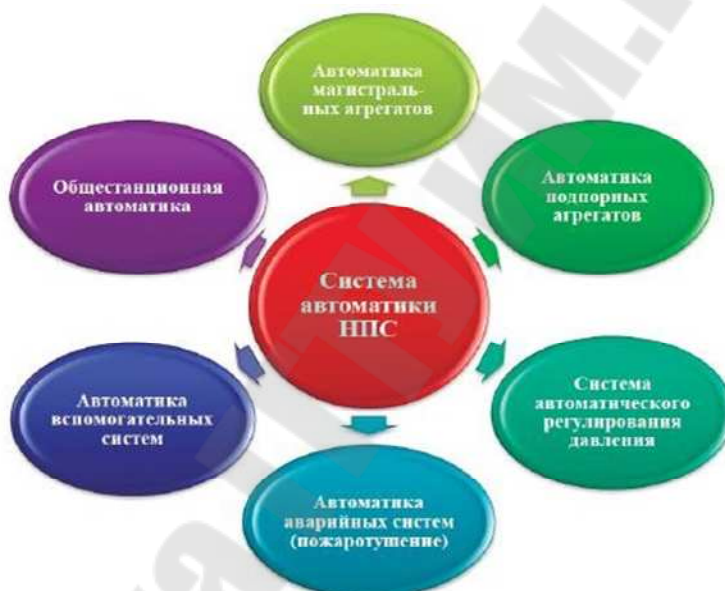 Автоматика
магистраль-
ных агрегатов
Общестанционная
автоматика
Автоматика
подпорных
агрегатов
Система
автоматики
НПС
Автоматика
вспомогательных
систем
Система
автоматического
регулирования
давления
Автоматика
аварийных систем
(пожаротушение)